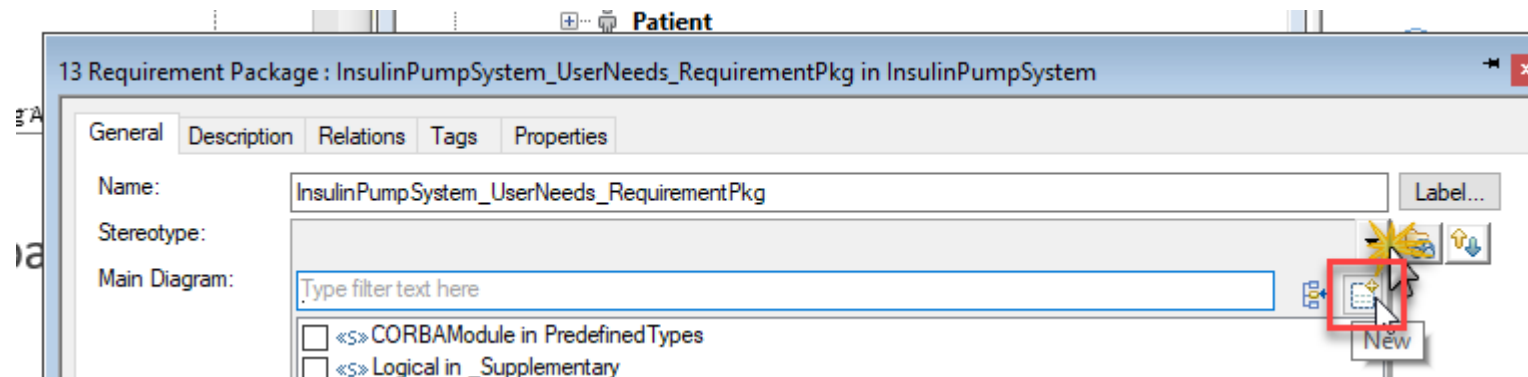 Patient
13 Requirement Package : InsulinPumpSystem_UserNeeds_RequirementPkg in InsulinPumpSystem
General Description Relations Tags Properties
Name: InsulinPumpSystem_UserNeeds_RequirementPkg Label...
Stereotype:
Main Diagram: Type filter text here
New
«S» CORBAModule in PredefinedTypes
«S» Logical in _Supplementary